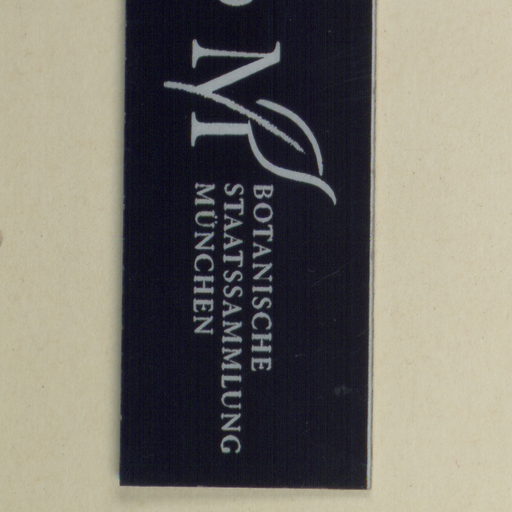 M
BOTANISCHE
STAATSSAMMLUNG
MÜNCHEN